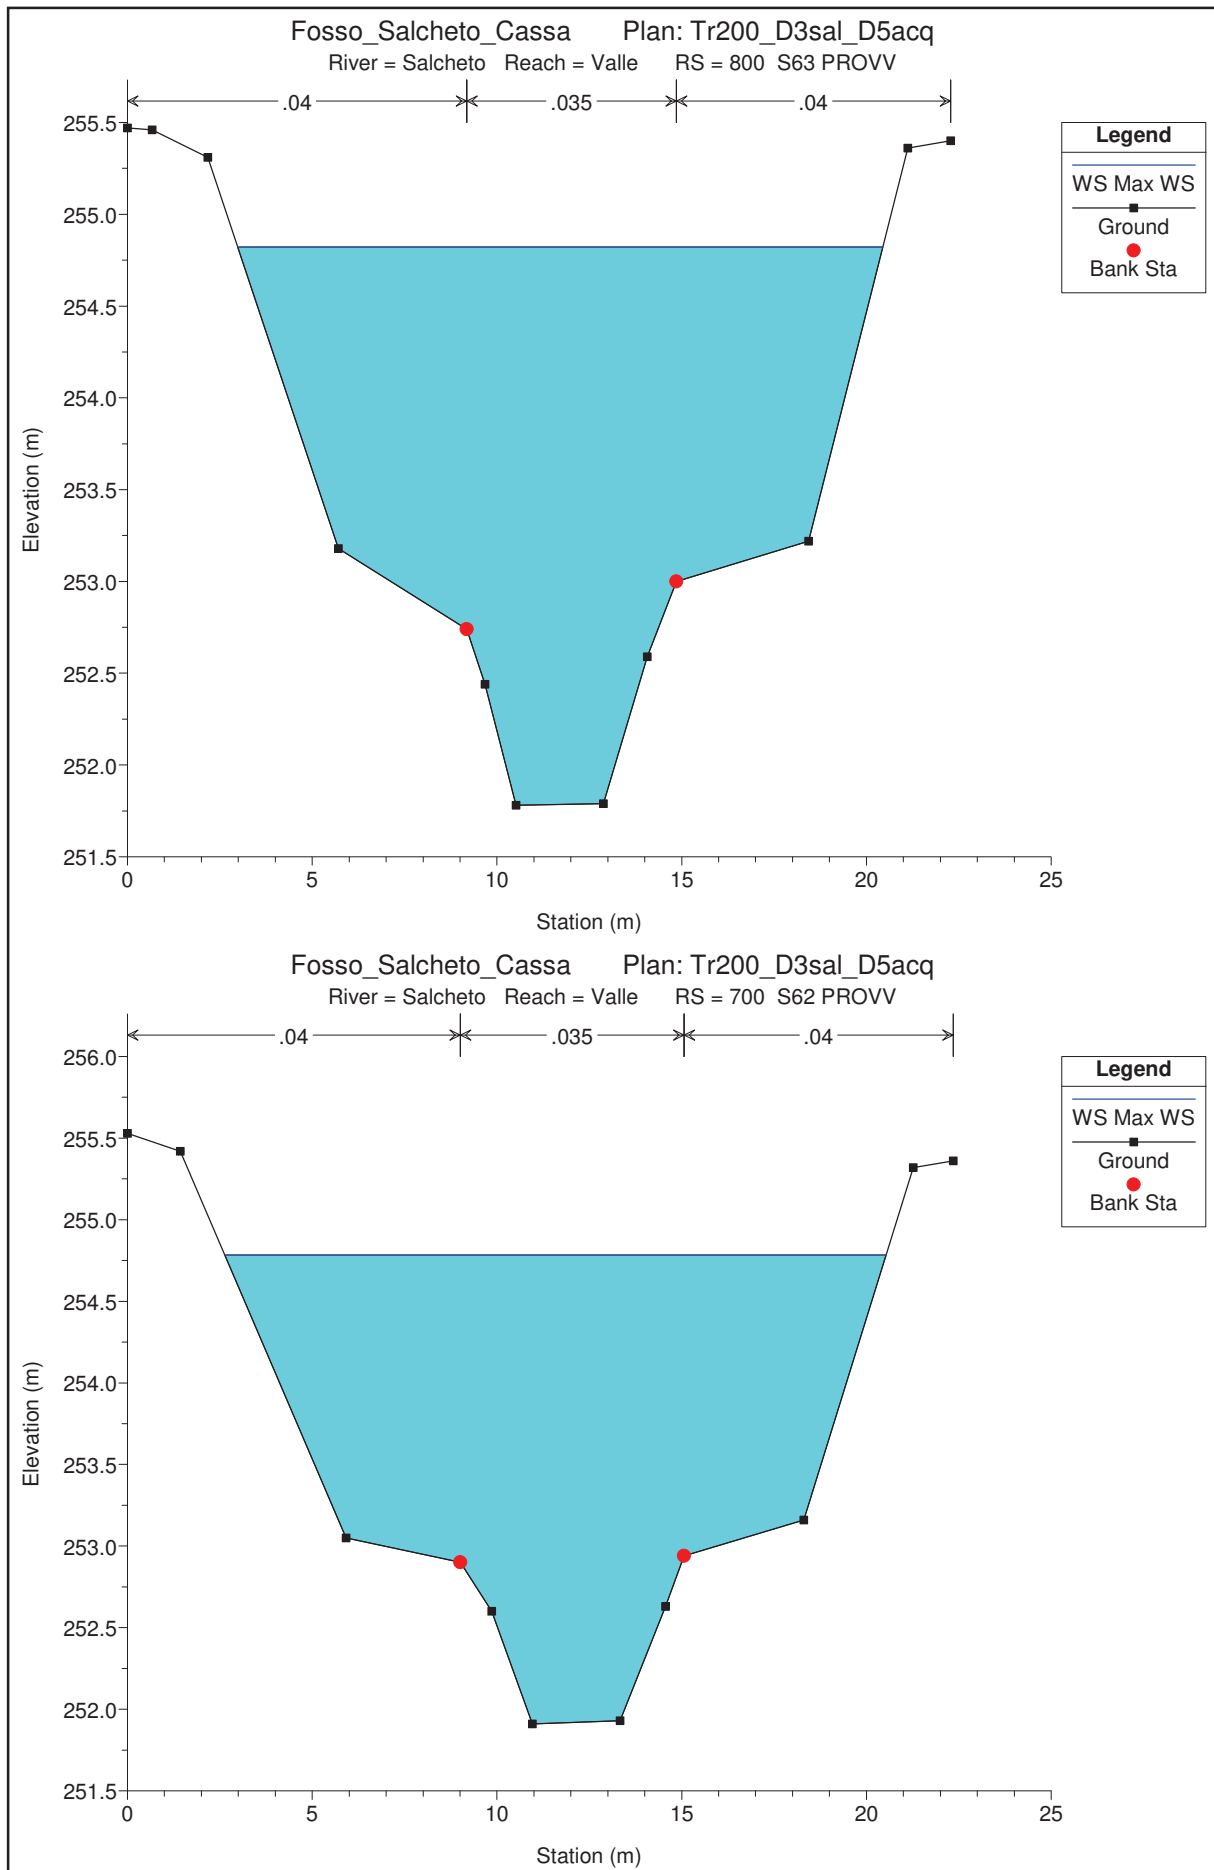 Fosso_Salcheto_Cassa Plan: Tr200_D3sal_D5acq
River = Salcheto Reach = Valle RS = 800 S63 PROVV
.04 .035 .04
255.5
255.0
254.5
254.0
253.5
253.0
252.5
252.0
251.5
Elevation (m)
0 5 10 15 20 25
Station (m)
Legend
WS Max WS
Ground
Bank Sta
Fosso_Salcheto_Cassa Plan: Tr200_D3sal_D5acq
River = Salcheto Reach = Valle RS = 700 S62 PROVV
.04 .035 .04
256.0
255.5
255.0
254.5
254.0
253.5
253.0
252.5
252.0
251.5
Elevation (m)
0 5 10 15 20 25
Station (m)
Legend
WS Max WS
Ground
Bank Sta